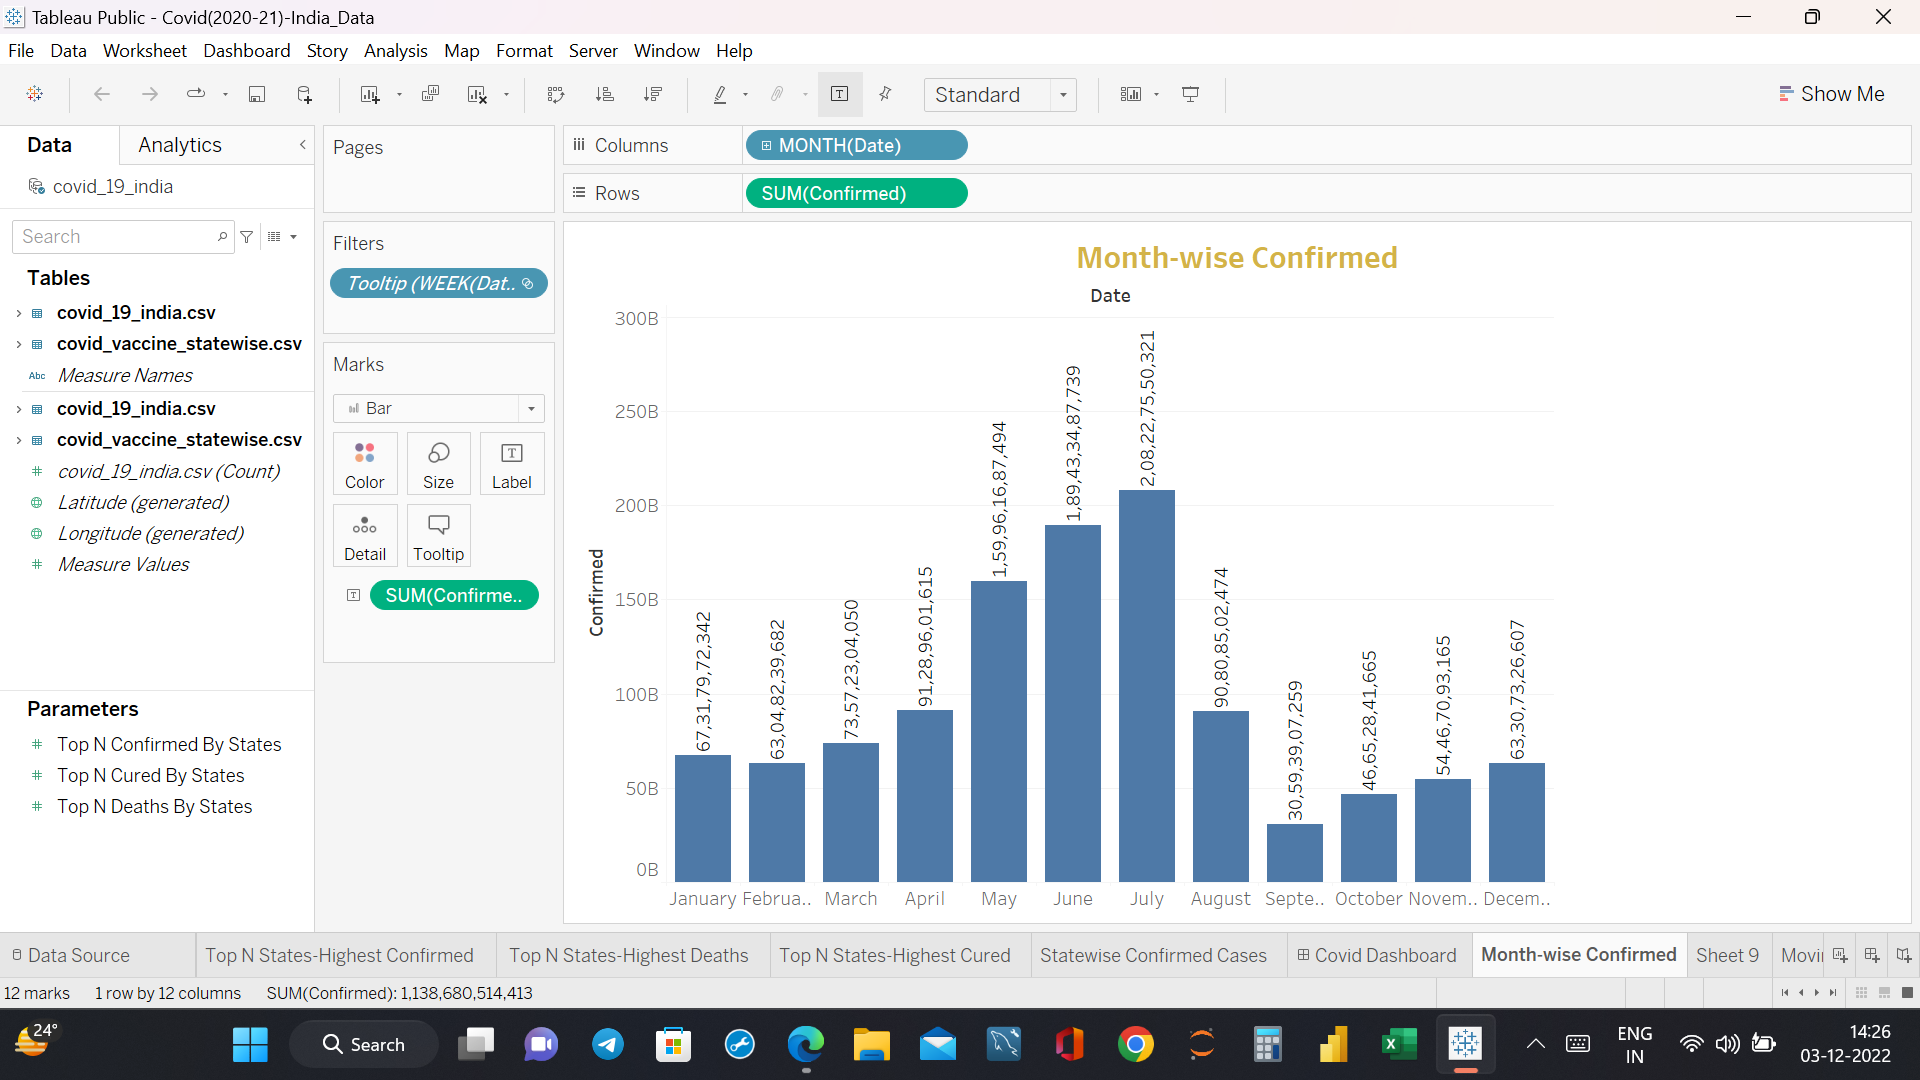 Tableau Public - Covid(2020-21)-India_Data
File Data Worksheet Dashboard Story Analysis Map Format Server Window Help
Standard
Show Me
Data
Analytics
covid_19_india
Search
Tables
covid_19_india.csv
covid_vaccine_statewise.csv
Abc Measure Names
covid_19_india.csv
covid_vaccine_statewise.csv
covid_19_india.csv (Count)
Latitude (generated)
Longitude (generated)
Measure Values
Parameters
Top N Confirmed By States
Top N Cured By States
Top N Deaths By States
Pages
Filters
Tooltip (WEEK(Dat..
Marks
Bar
Color
Size
Label
Detail
Tooltip
SUM(Confirme..
Columns
MONTH(Date)
Rows
SUM(Confirmed)
Month-wise Confirmed
Date
Confirmed
300B
250B
200B
150B
100B
50B
0B
67,31,79,72,342
63,04,82,39,682
73,57,23,04,050
91,28,96,01,615
1,59,96,16,87,494
1,89,43,34,87,739
2,08,22,75,50,321
90,80,85,02,474
30,59,39,07,259
46,65,28,41,665
54,46,70,93,165
63,30,73,26,607
January Februa.. March April May June July August Septe.. October Novem.. Decem..
Data Source
Top N States-Highest Confirmed
Top N States-Highest Deaths
Top N States-Highest Cured
Statewise Confirmed Cases
Covid Dashboard
Month-wise Confirmed
Sheet 9
Movi
12 marks
1 row by 12 columns
SUM(Confirmed): 1,138,680,514,413
24°
Search
ENG
IN
14:26
03-12-2022